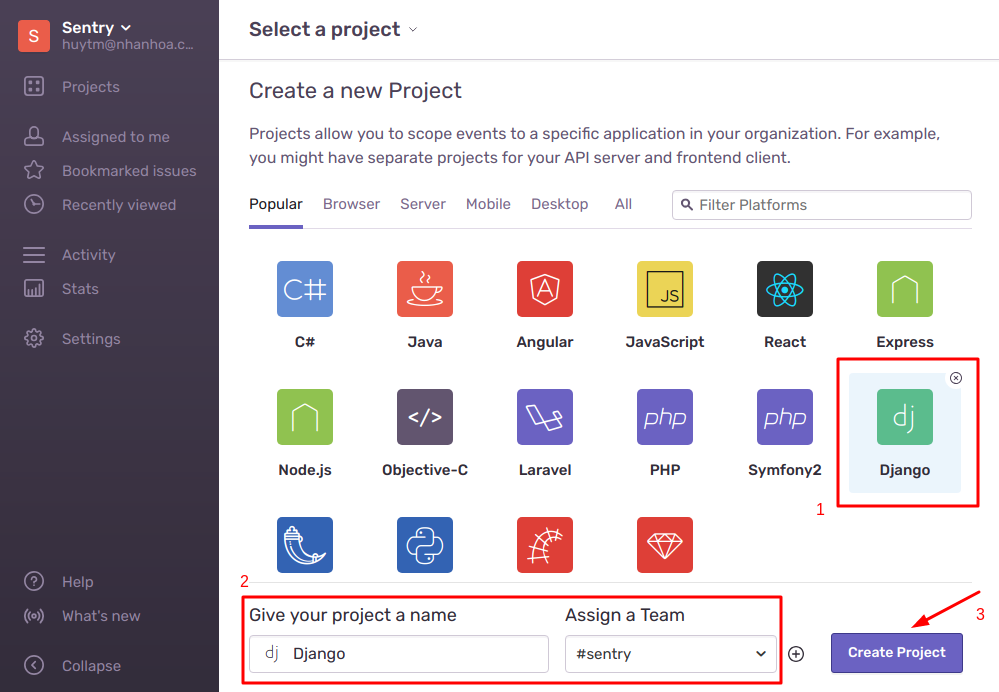 S
Sentry
huytm@nhanhoa.c...
Projects
Assigned to me
Bookmarked issues
Recently viewed
Activity
Stats
Settings
Help
What's new
Collapse
Select a project
Create a new Project
Projects allow you to scope events to a specific application in your organization. For example,
you might have separate projects for your API server and frontend client.
Popular Browser Server Mobile Desktop All Filter Platforms
C# JS
C# Java Angular JavaScript React Express
</> php php dj
Node.js Objective-C Laravel PHP Symfony2 Django
1
2
Give your project a name Assign a Team
3
dj Django #sentry Create Project